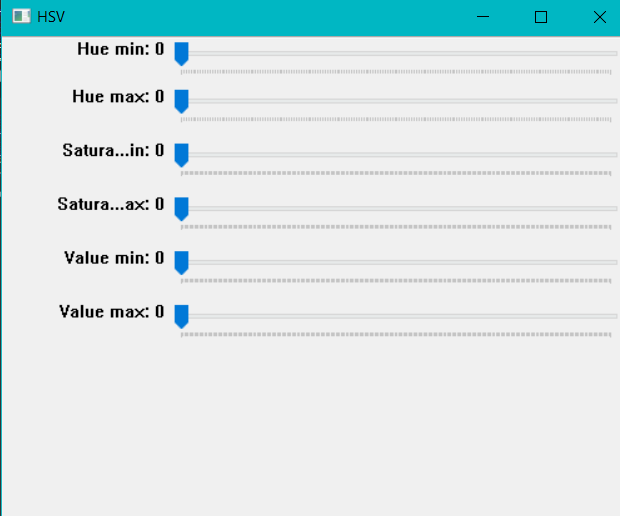 HSV
Hue min: 0
Hue max: 0
Satura...in: 0
Satura...ax: 0
Value min: 0
Value max: 0